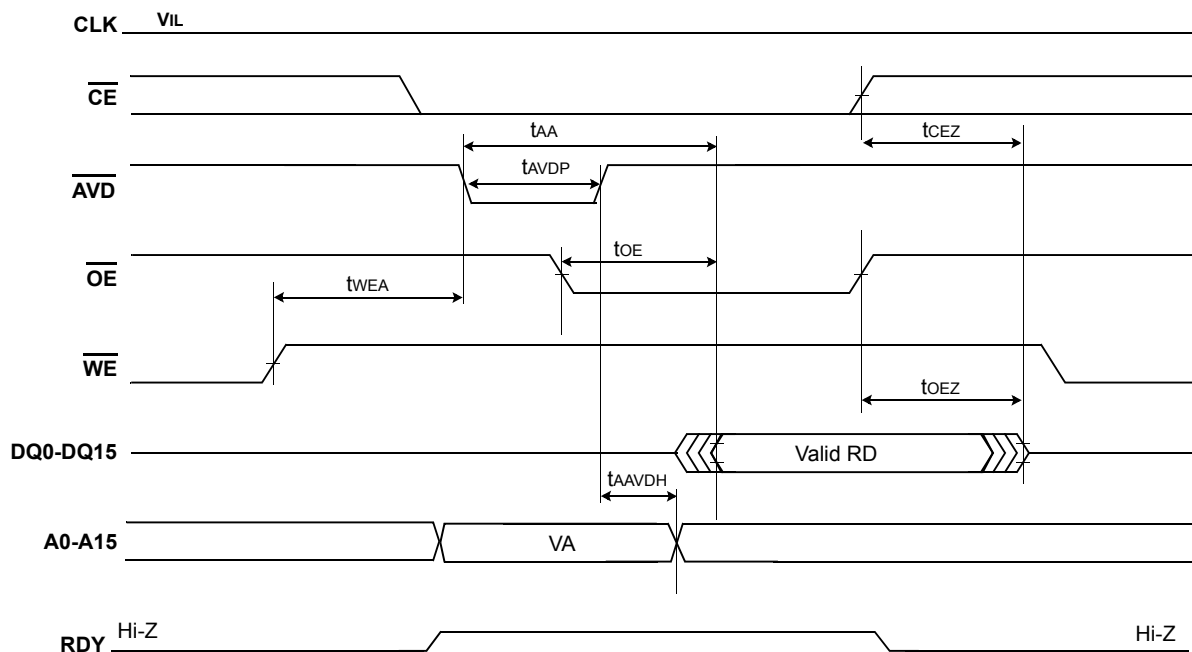 CLK VIL
CE
tAA tCEZ
AVD tAVDP
OE tOE
tWEA
WE
tOEZ
DQ0-DQ15 Valid RD
tAAVDH
A0-A15 VA
RDY Hi-Z Hi-Z